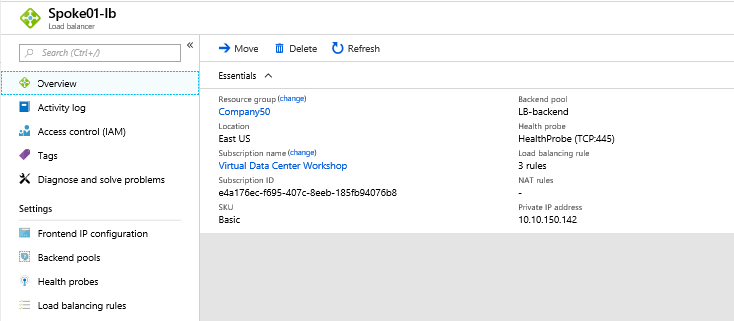 Spoke01-lb
Load balancer
Search (Ctrl+/)
«
Overview
Activity log
Access control (IAM)
Tags
Diagnose and solve problems
Settings
Frontend IP configuration
Backend pools
Health probes
Load balancing rules
Move Delete Refresh
Essentials
Resource group (change)
Company50
Location
East US
Subscription name (change)
Virtual Data Center Workshop
Subscription ID
e4a176ec-f695-407c-8eeb-185fb94076b8
SKU
Basic
Backend pool
LB-backend
Health probe
HealthProbe (TCP:445)
Load balancing rule
3 rules
NAT rules
-
Private IP address
10.10.150.142